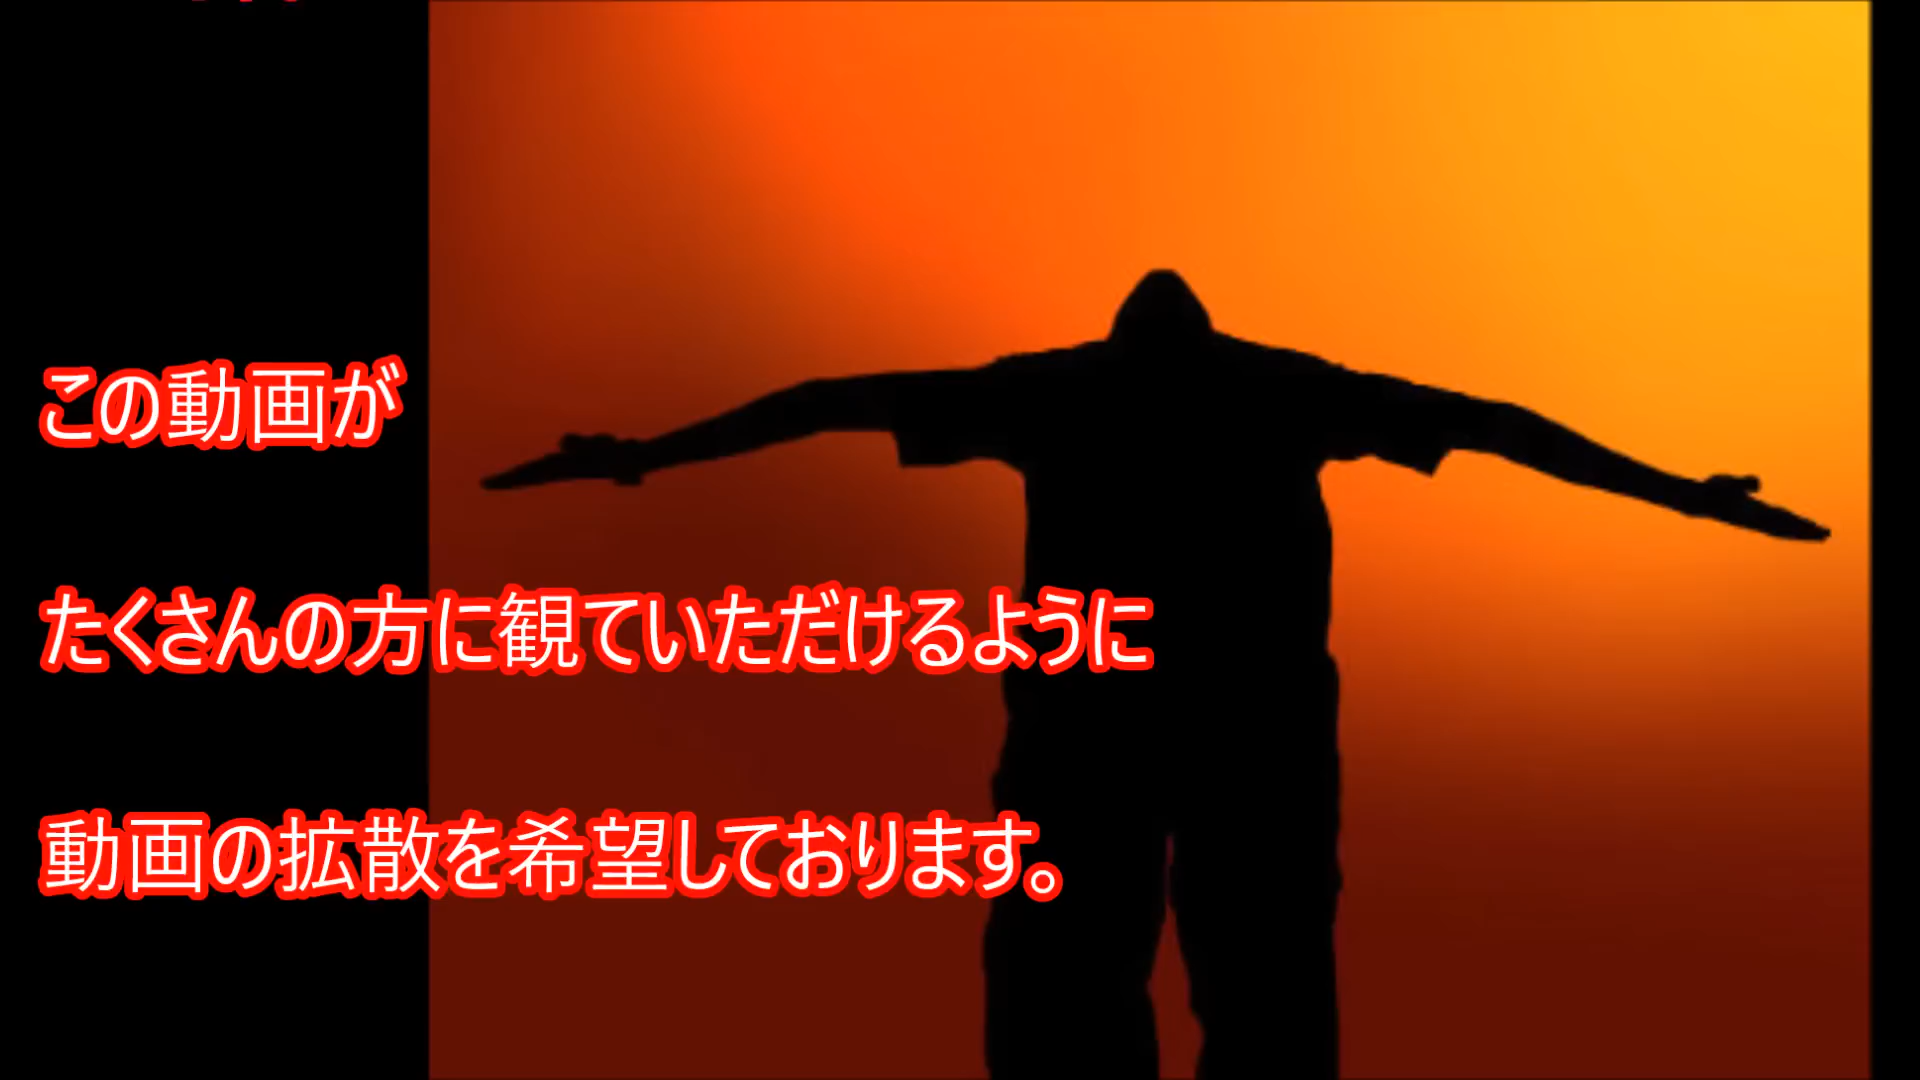 この動画が
たくさんの方に観ていただけるように
動画の拡散を希望しております。